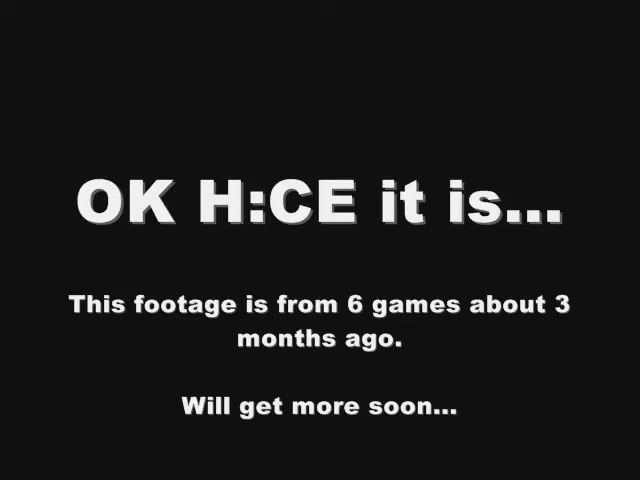 OK H:CE it is...
This footage is from 6 games about 3
months ago.
Will get more soon...